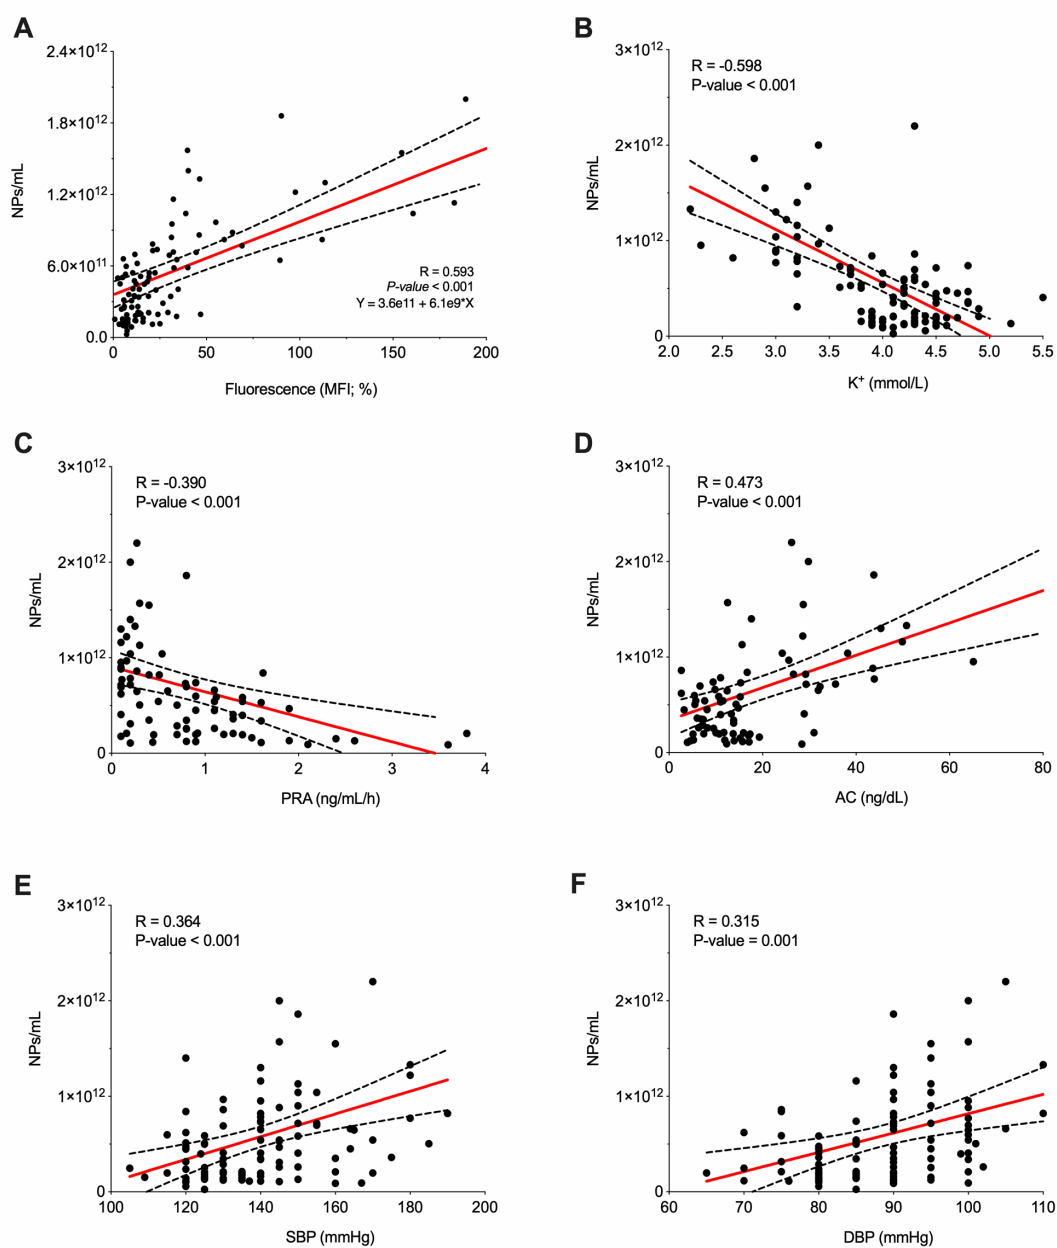 A
2.4×10¹²
1.8×10¹²
1.2×10¹²
6.0×10¹¹
0.0
NPs/mL
R = 0.593
P-value < 0.001
Y = 3.6e11 + 6.1e9*X
0 50 100 150 200
Fluorescence (MFI; %)
B
3×10¹²
2×10¹²
1×10¹²
0
NPs/mL
R = -0.598
P-value < 0.001
2.0 2.5 3.0 3.5 4.0 4.5 5.0 5.5
K⁺ (mmol/L)
C
3×10¹²
2×10¹²
1×10¹²
0
NPs/mL
R = -0.390
P-value < 0.001
0 1 2 3 4
PRA (ng/mL/h)
D
3×10¹²
2×10¹²
1×10¹²
0
NPs/mL
R = 0.473
P-value < 0.001
0 20 40 60 80
AC (ng/dL)
E
3×10¹²
2×10¹²
1×10¹²
0
NPs/mL
R = 0.364
P-value < 0.001
100 120 140 160 180 200
SBP (mmHg)
F
3×10¹²
2×10¹²
1×10¹²
0
NPs/mL
R = 0.315
P-value = 0.001
60 70 80 90 100 110
DBP (mmHg)